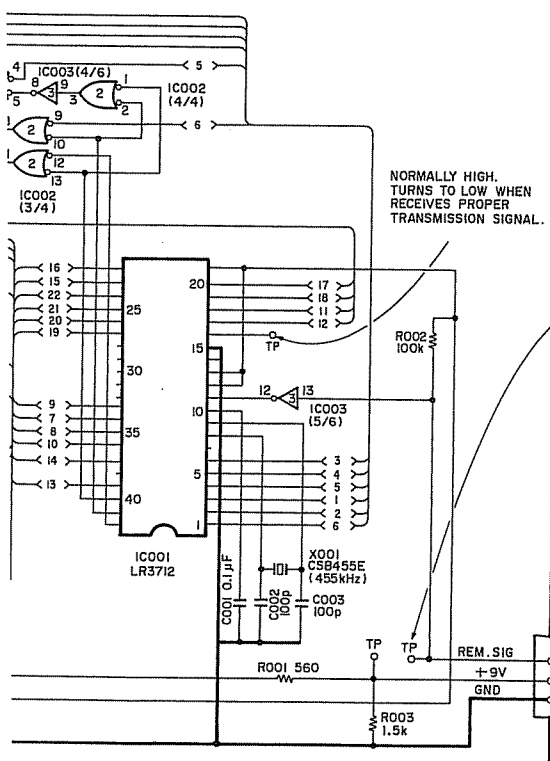 4
IC003(4/6)
5
8
3
9
3
2
1
2
IC002
(4/4)
5
9
2
10
6
12
2
13
IC002
(3/4)
NORMALLY HIGH.
TURNS TO LOW WHEN
RECEIVES PROPER
TRANSMISSION SIGNAL.
16
15
22
21
20
19
25
20
17
18
11
12
TP
15
R002
100k
30
12
3
13
IC003
(5/6)
10
9
7
8
10
14
13
35
40
5
1
3
4
5
1
2
6
IC001
LR3712
X001
CSB455E
(455kHz)
C001 0.1µF
C002
100p
C003
100p
TP
TP
REM. SIG
+9V
GND
R001 560
R003
1.5k